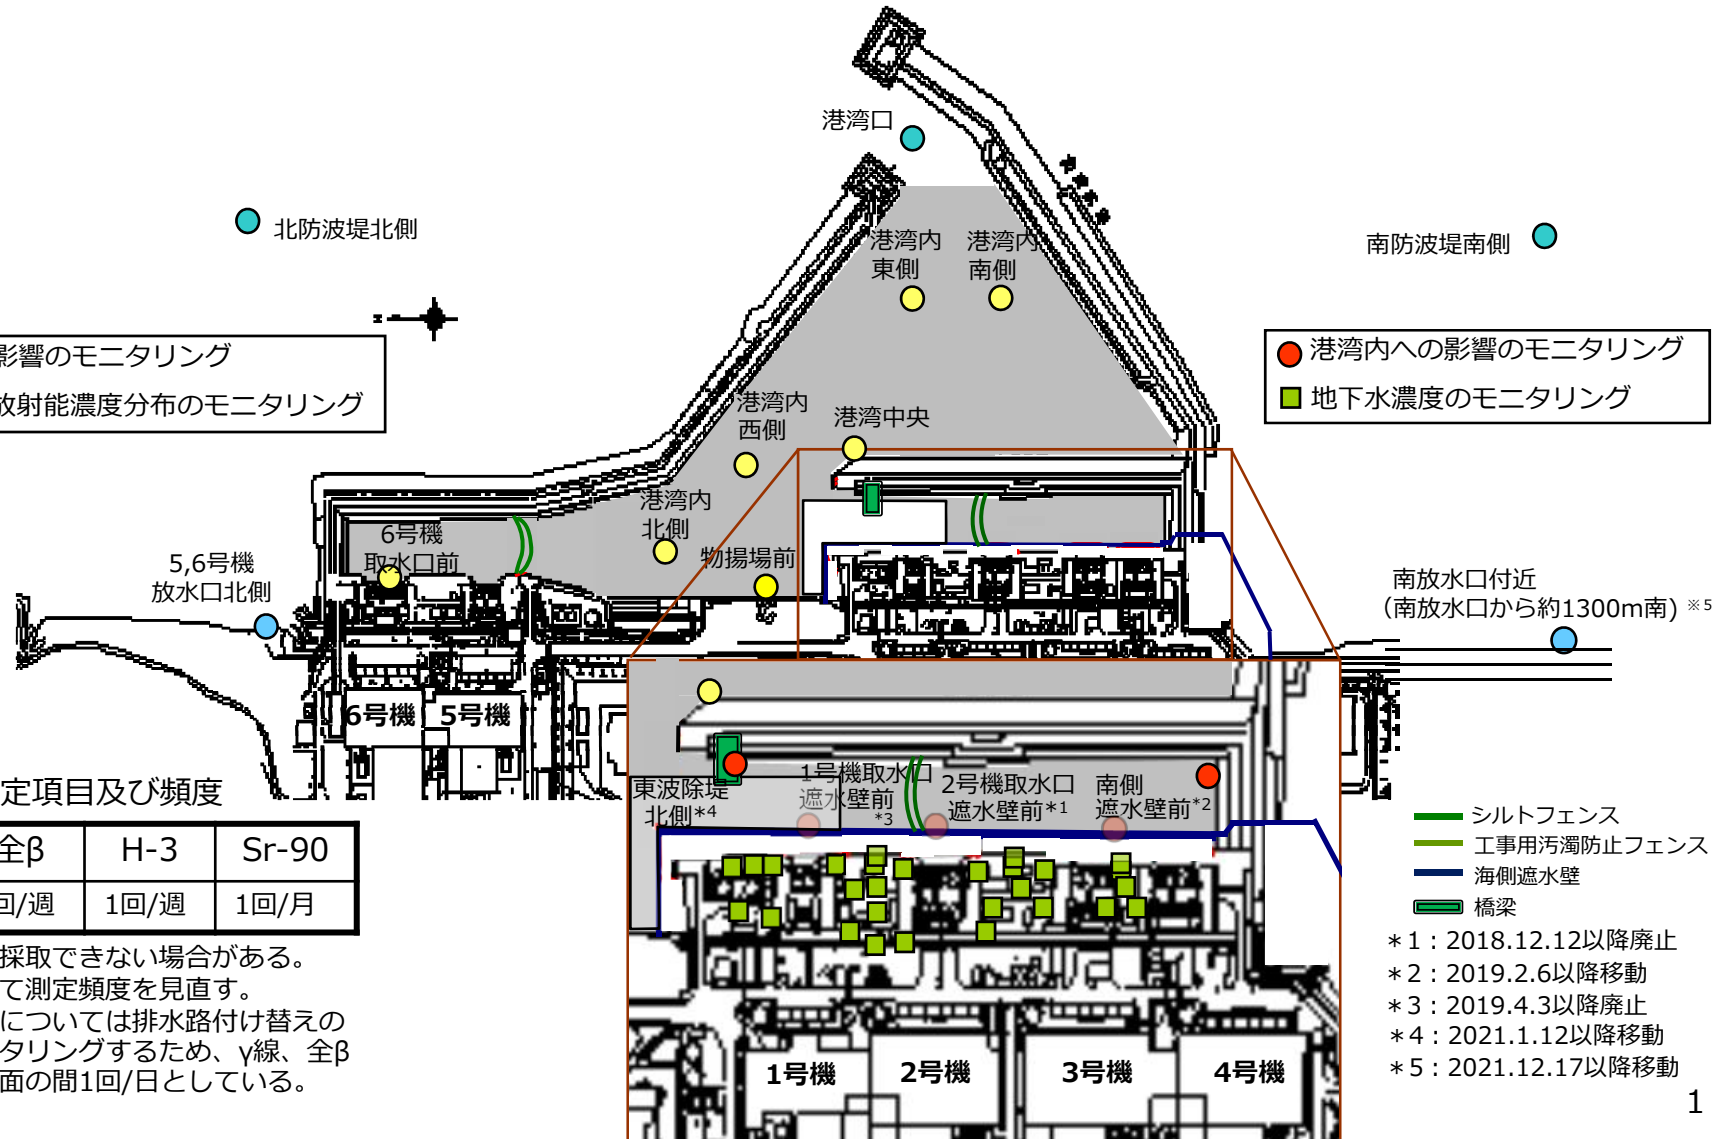 港湾口
北防波堤北側
南防波堤南側
港湾内
東側
港湾内
南側
影響のモニタリング
放射能濃度分布のモニタリング
港湾内への影響のモニタリング
地下水濃度のモニタリング
港湾内
西側
港湾中央
港湾内
北側
物揚場前
6号機
取水口前
5,6号機
放水口北側
南放水口付近
（南放水口から約1300m南）※5
6号機
5号機
東波除堤
北側*4
1号機取水口
遮水壁前
*3
2号機取水口
遮水壁前*1
南側
遮水壁前*2
定項目及び頻度
全β H-3 Sr-90
回/週 1回/週 1回/月
採取できない場合がある。
て測定頻度を見直す。
については排水路付け替えの
タリングするため、γ線、全β
面の間1回/日としている。
シルトフェンス
工事用汚濁防止フェンス
海側遮水壁
橋梁
＊1：2018.12.12以降廃止
＊2：2019.2.6以降移動
＊3：2019.4.3以降廃止
＊4：2021.1.12以降移動
＊5：2021.12.17以降移動
1号機
2号機
3号機
4号機
1